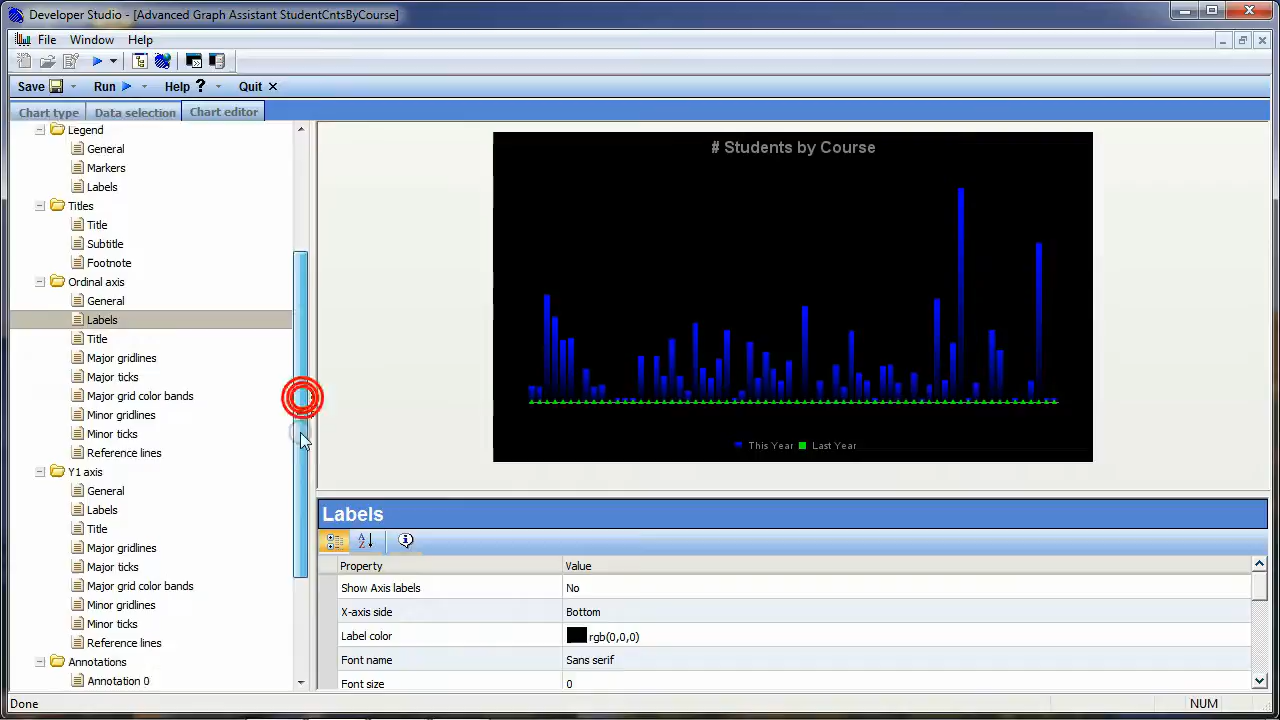 Developer Studio - [Advanced Graph Assistant StudentCntsByCourse]
File Window Help
Save Run Help ? Quit ×
Chart type Data selection Chart editor
Legend
General
Markers
Labels
Titles
Title
Subtitle
Footnote
Ordinal axis
General
Labels
Title
Major gridlines
Major ticks
Major grid color bands
Minor gridlines
Minor ticks
Reference lines
Y1 axis
General
Labels
Title
Major gridlines
Major ticks
Major grid color bands
Minor gridlines
Minor ticks
Reference lines
Annotations
Annotation 0
# Students by Course
This Year Last Year
Labels
Property Value
Show Axis labels No
X-axis side Bottom
Label color rgb(0,0,0)
Font name Sans serif
Font size 0
Done NUM